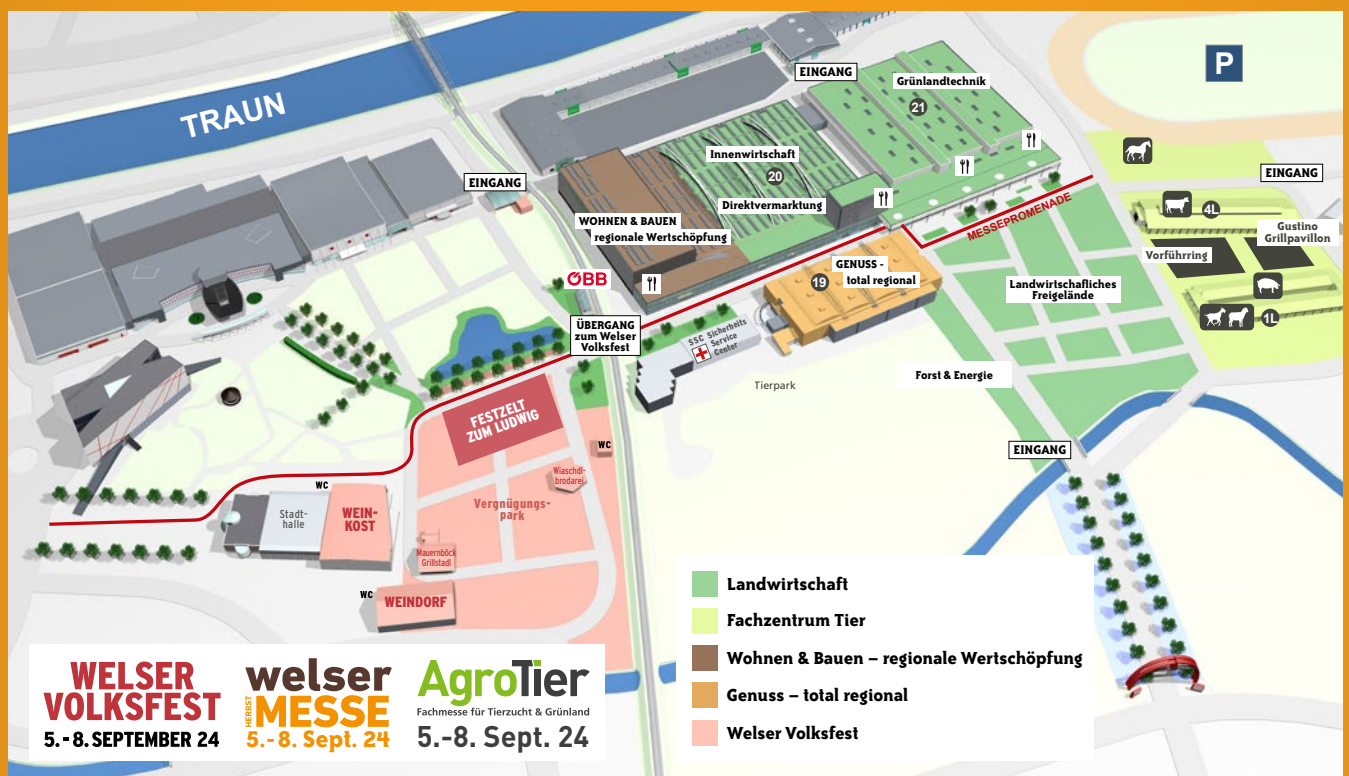 TRAUN
EINGANG
Grünlandtechnik
21
P
EINGANG
Innenwirtschaft
20
Direktvermarktung
WOHNEN & BAUEN
regionale Wertschöpfung
MESSEPROMENADE
EINGANG
4L
Gustino
Grillpavillon
Vorführring
ÖBB
GENUSS -
total regional
19
Landwirtschafliches
Freigelände
1L
ÜBERGANG
zum Welser
Volksfest
SSC Sicherheits
Service
Center
Tierpark
Forst & Energie
FESTZELT
ZUM LUDWIG
WC
EINGANG
Wiaschdl-
brodarei
WC
Stadt-
halle
WEIN-
KOST
Vergnügungs-
park
Mauernböck
Grillstadl
WC
WEINDORF
Landwirtschaft
Fachzentrum Tier
Wohnen & Bauen – regionale Wertschöpfung
Genuss – total regional
Welser Volksfest
WELSER
VOLKSFEST
5.-8. SEPTEMBER 24
welser
HERBST
MESSE
5.-8. Sept. 24
AgroTier
Fachmesse für Tierzucht & Grünland
5.-8. Sept. 24